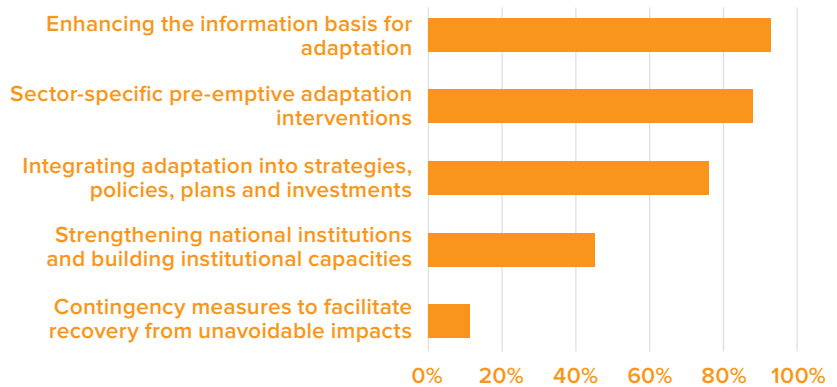 Enhancing the information basis for
adaptation
Sector-specific pre-emptive adaptation
interventions
Integrating adaptation into strategies,
policies, plans and investments
Strengthening national institutions
and building institutional capacities
Contingency measures to facilitate
recovery from unavoidable impacts
0% 20% 40% 60% 80% 100%